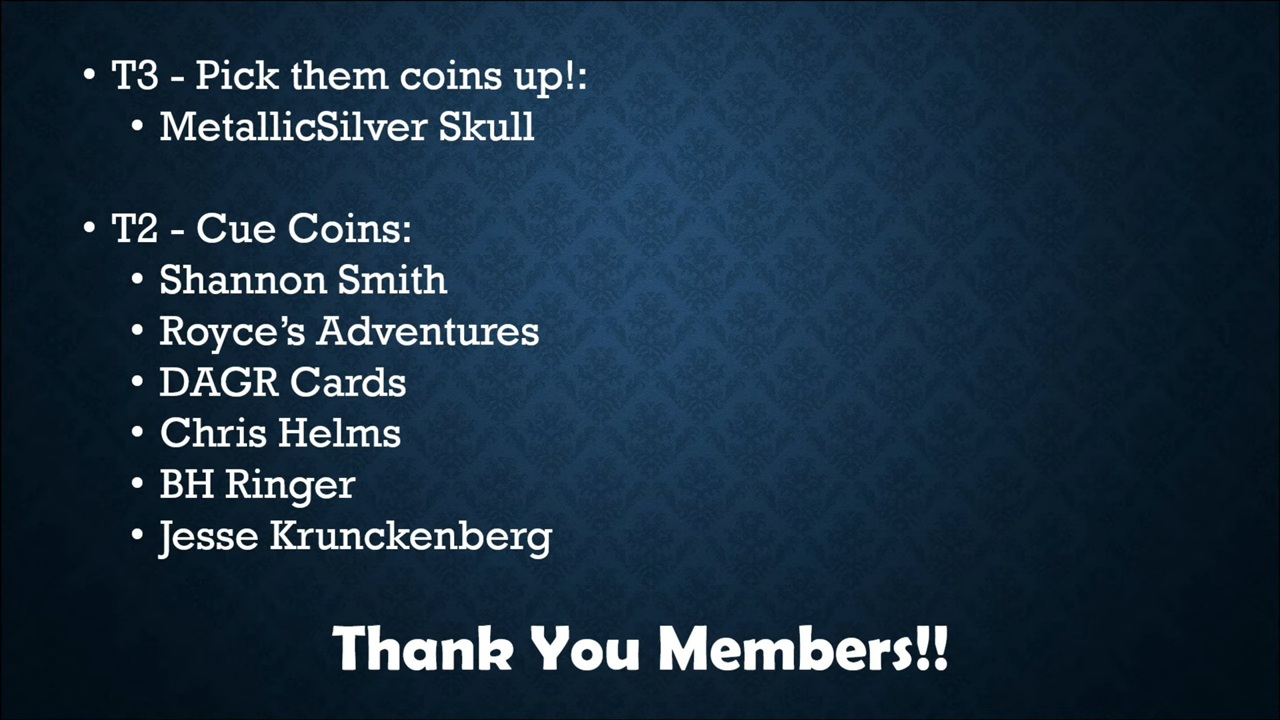 • T3 - Pick them coins up!:
• MetallicSilver Skull
• T2 - Cue Coins:
• Shannon Smith
• Royce’s Adventures
• DAGR Cards
• Chris Helms
• BH Ringer
• Jesse Krunckenberg
Thank You Members!!